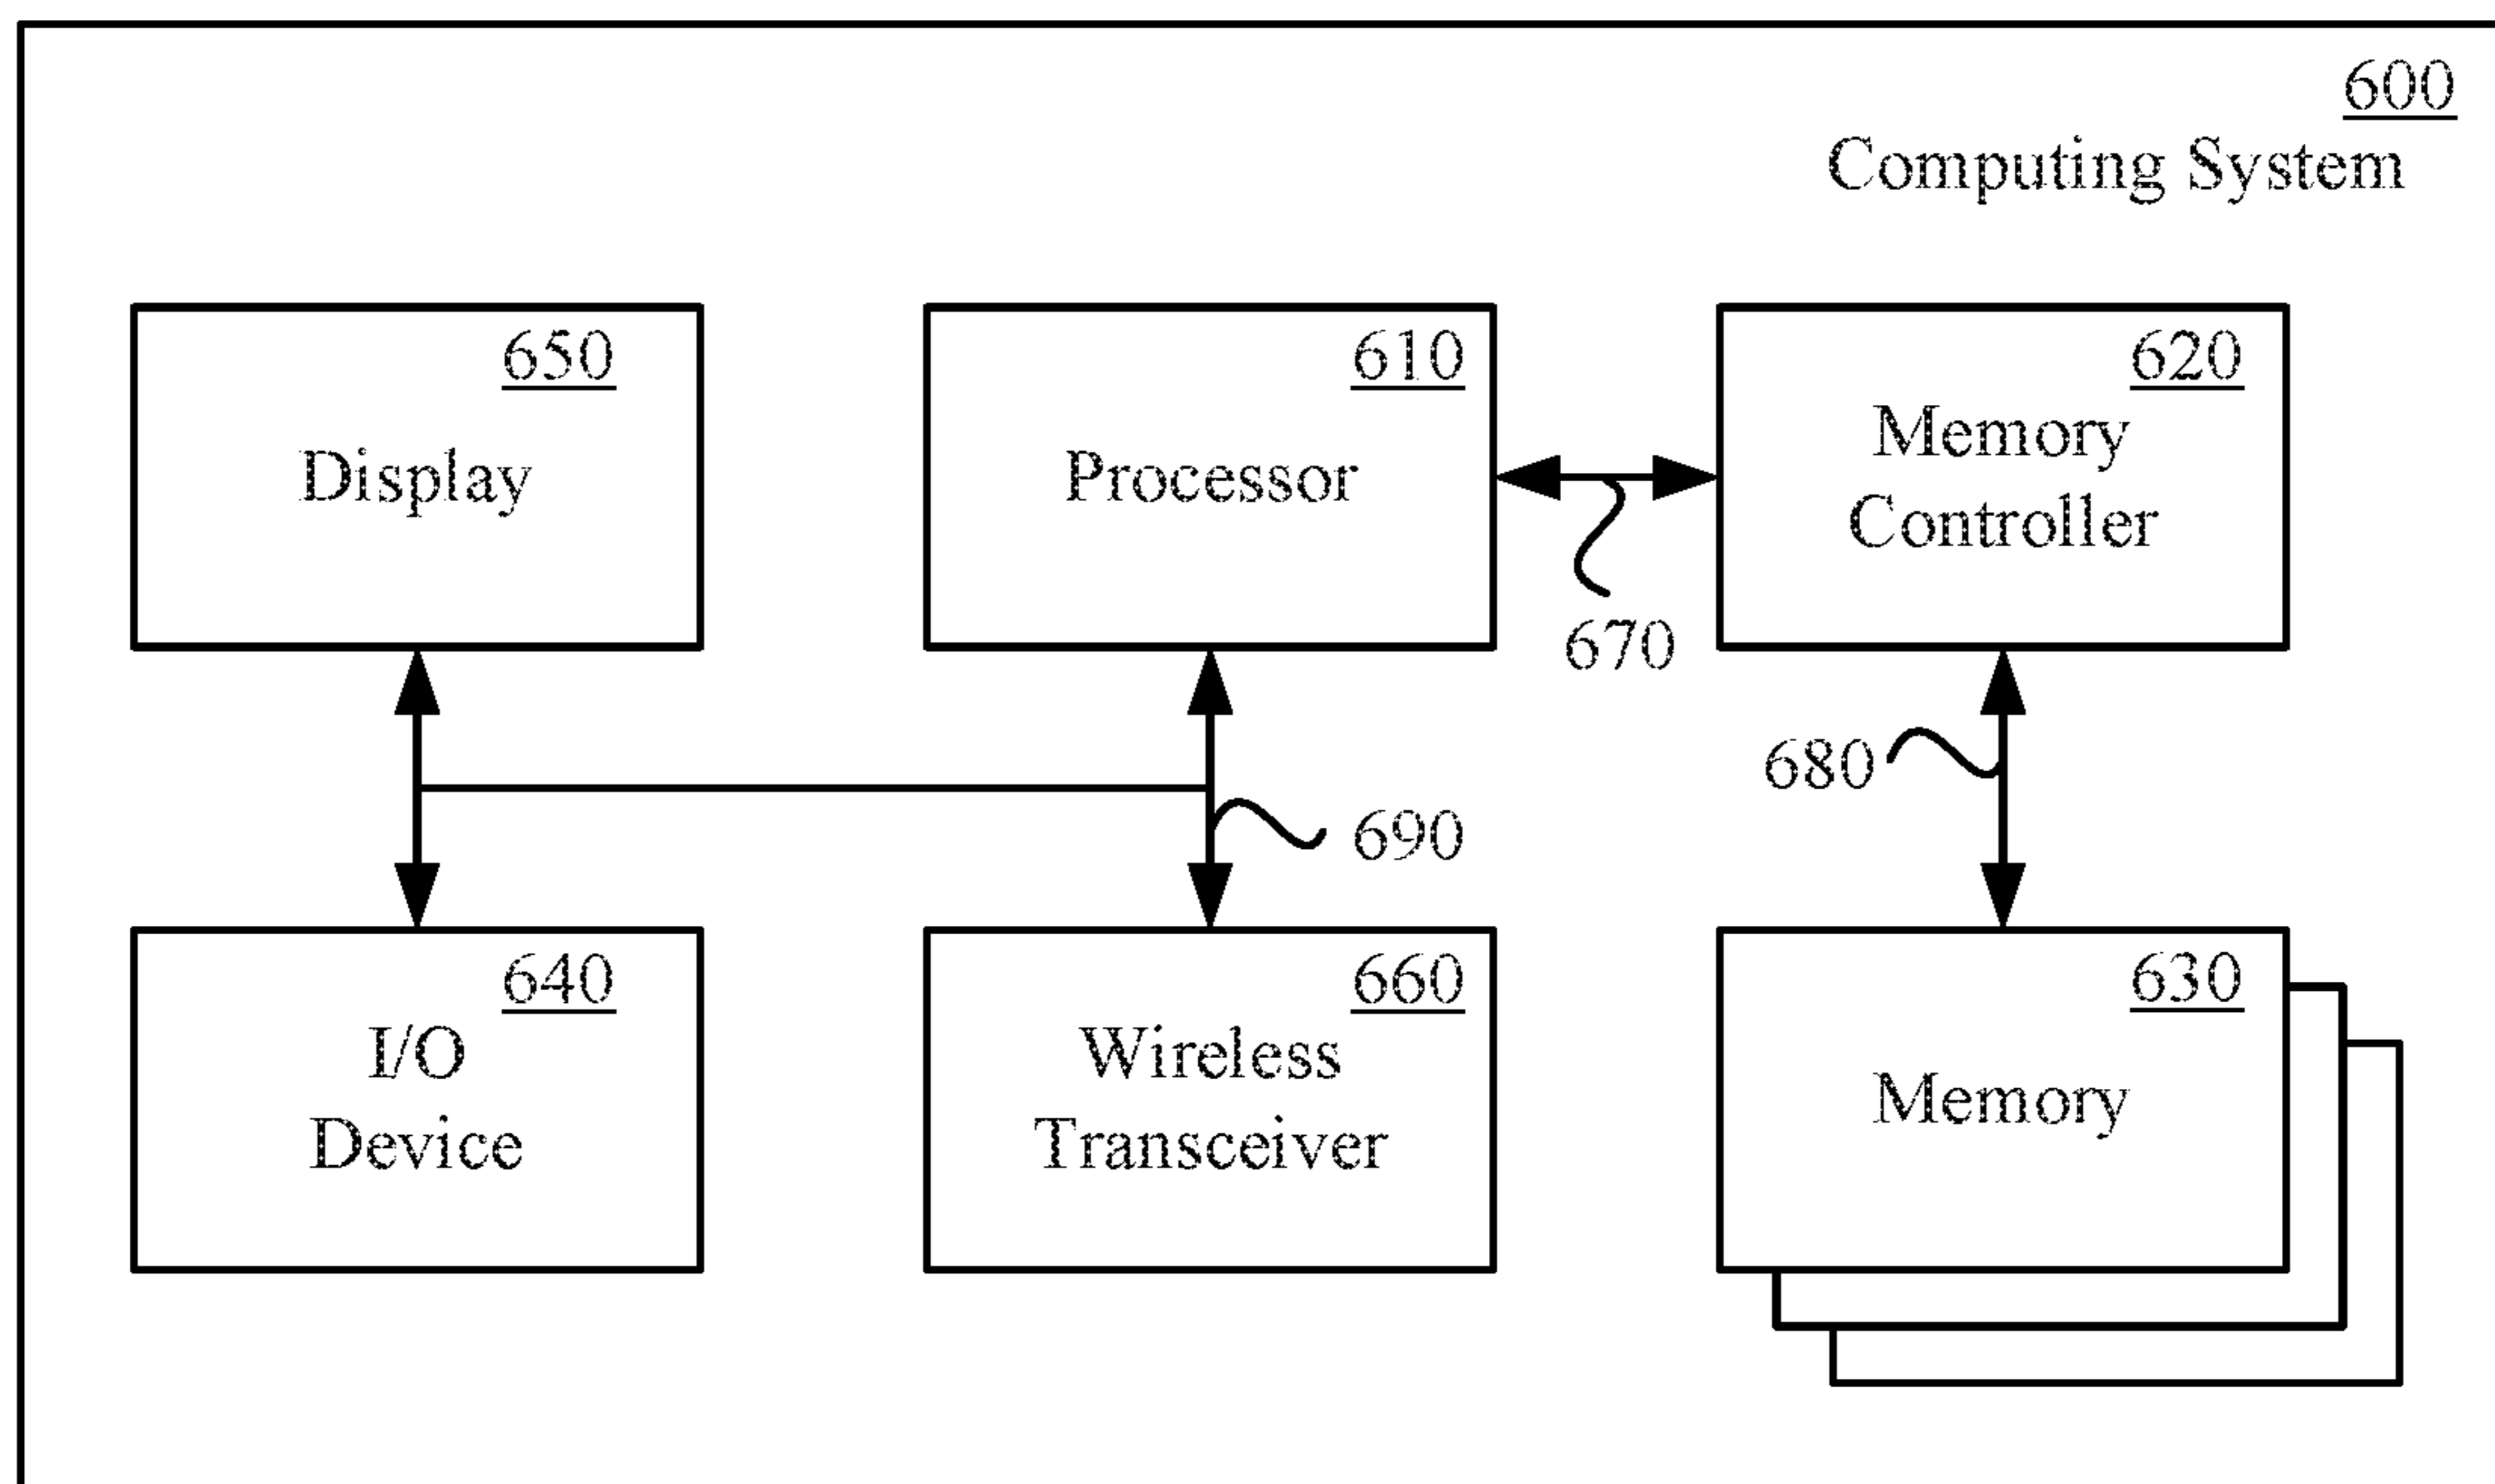 600
Computing System
650
Display
610
Processor
620
Memory
Controller
670
680
690
640
I/O
Device
660
Wireless
Transceiver
630
Memory